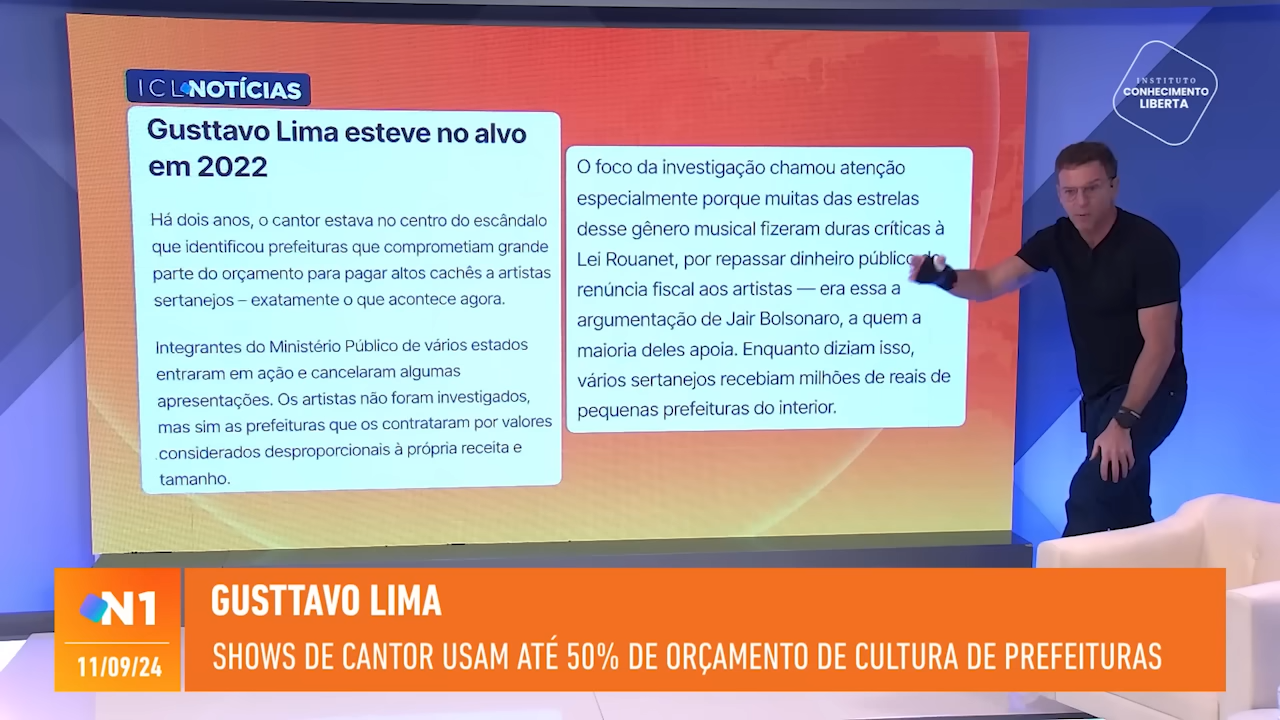 ICL NOTÍCIAS
Gusttavo Lima esteve no alvo
em 2022
Há dois anos, o cantor estava no centro do escândalo
que identificou prefeituras que comprometiam grande
parte do orçamento para pagar altos cachês a artistas
sertanejos – exatamente o que acontece agora.
Integrantes do Ministério Público de vários estados
entraram em ação e cancelaram algumas
apresentações. Os artistas não foram investigados,
mas sim as prefeituras que os contrataram por valores
considerados desproporcionais à própria receita e
tamanho.
O foco da investigação chamou atenção
especialmente porque muitas das estrelas
desse gênero musical fizeram duras críticas à
Lei Rouanet, por repassar dinheiro público
renúncia fiscal aos artistas — era essa a
argumentação de Jair Bolsonaro, a quem a
maioria deles apoia. Enquanto diziam isso,
vários sertanejos recebiam milhões de reais de
pequenas prefeituras do interior.
INSTITUTO
CONHECIMENTO
LIBERTA
N1
11/09/24
GUSTTAVO LIMA
SHOWS DE CANTOR USAM ATÉ 50% DE ORÇAMENTO DE CULTURA DE PREFEITURAS